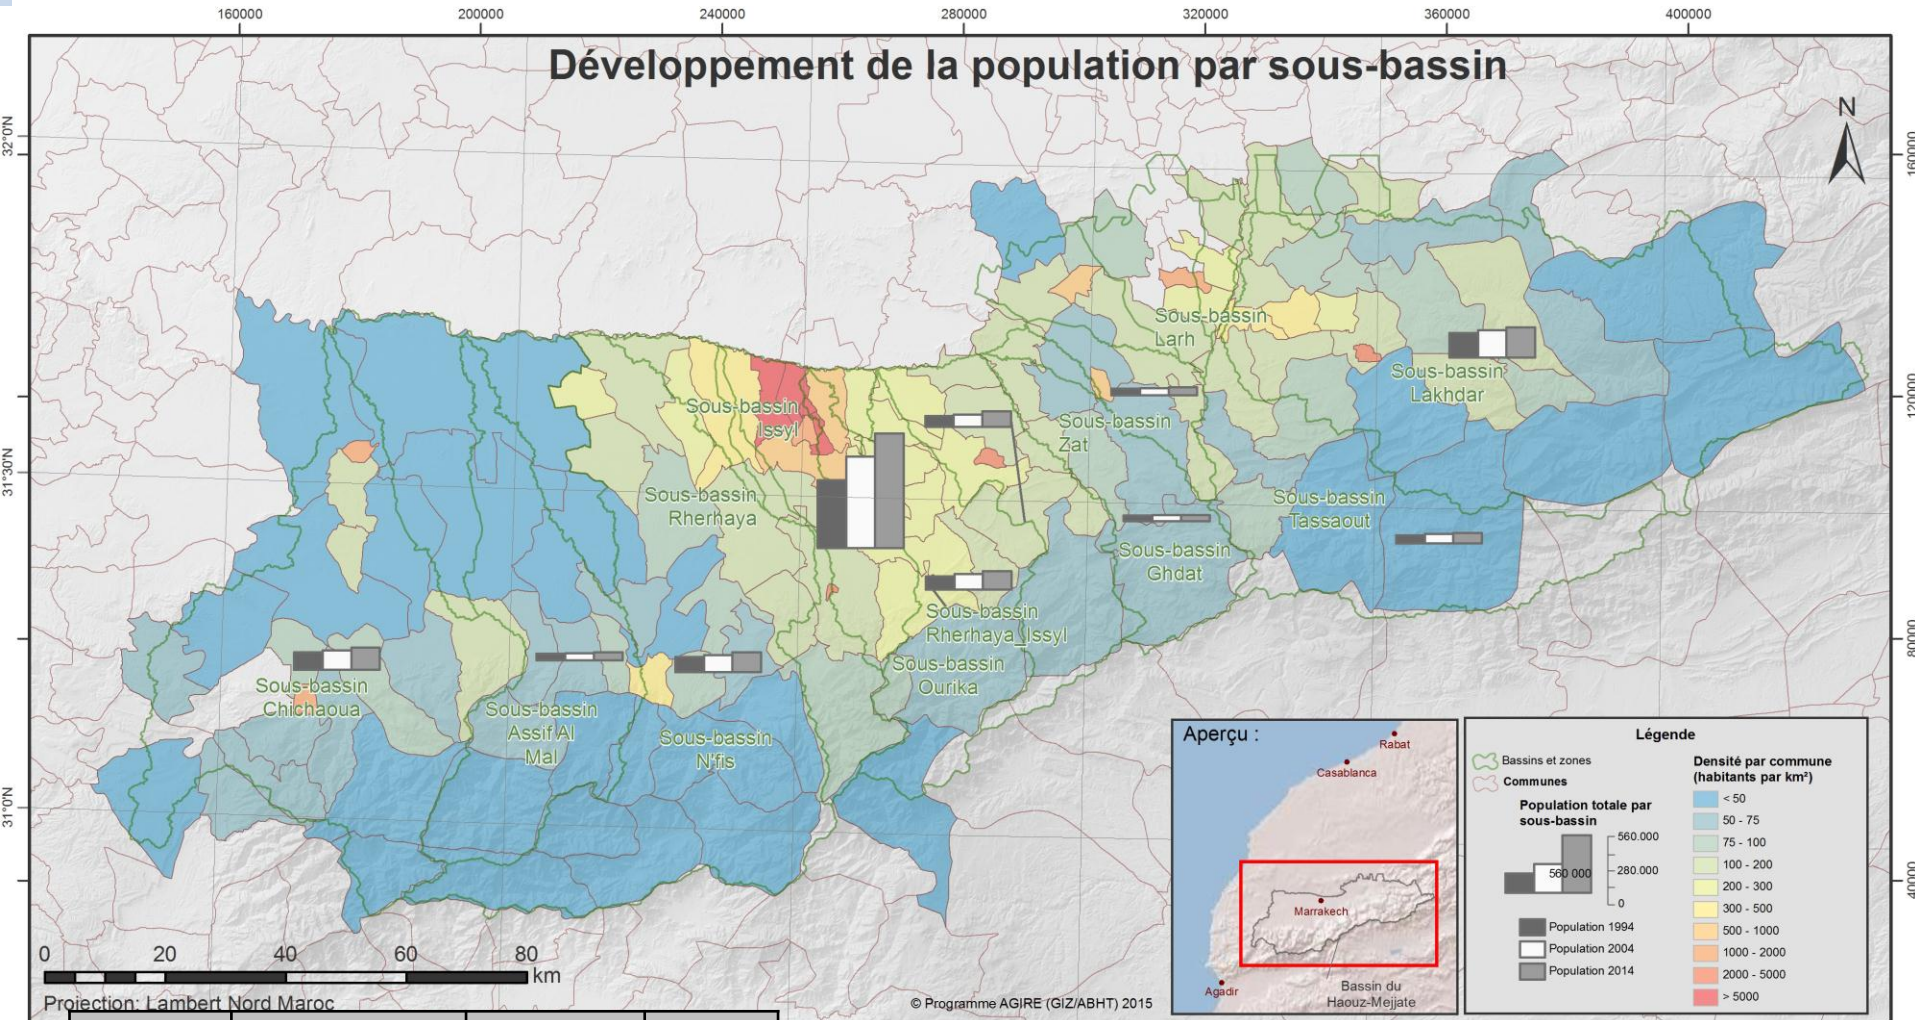 160000 200000 240000 280000 320000 360000 400000
Développement de la population par sous-bassin
N
32°0'N
31°30'N
31°0'N
160000
120000
80000
40000
Sous-bassin
Larh
Sous-bassin
Lakhdar
Sous-bassin
Issyl
Sous-bassin
Zat
Sous-bassin
Rherhaya
Sous-bassin
Tassaout
Sous-bassin
Ghdat
Sous-bassin
Rherhaya_Issyl
Sous-bassin
Ourika
Sous-bassin
Chichaoua
Sous-bassin
Assif Al
Mal
Sous-bassin
N'fis
0 20 40 60 80
km
Projection: Lambert Nord Maroc
© Programme AGIRE (GIZ/ABHT) 2015
Aperçu :
Rabat
Casablanca
Marrakech
Agadir
Bassin du
Haouz-Mejjate
Légende
Bassins et zones
Communes
Population totale par
sous-bassin
560.000
280.000
0
560 000
Population 1994
Population 2004
Population 2014
Densité par commune
(habitants par km²)
< 50
50 - 75
75 - 100
100 - 200
200 - 300
300 - 500
500 - 1000
1000 - 2000
2000 - 5000
> 5000